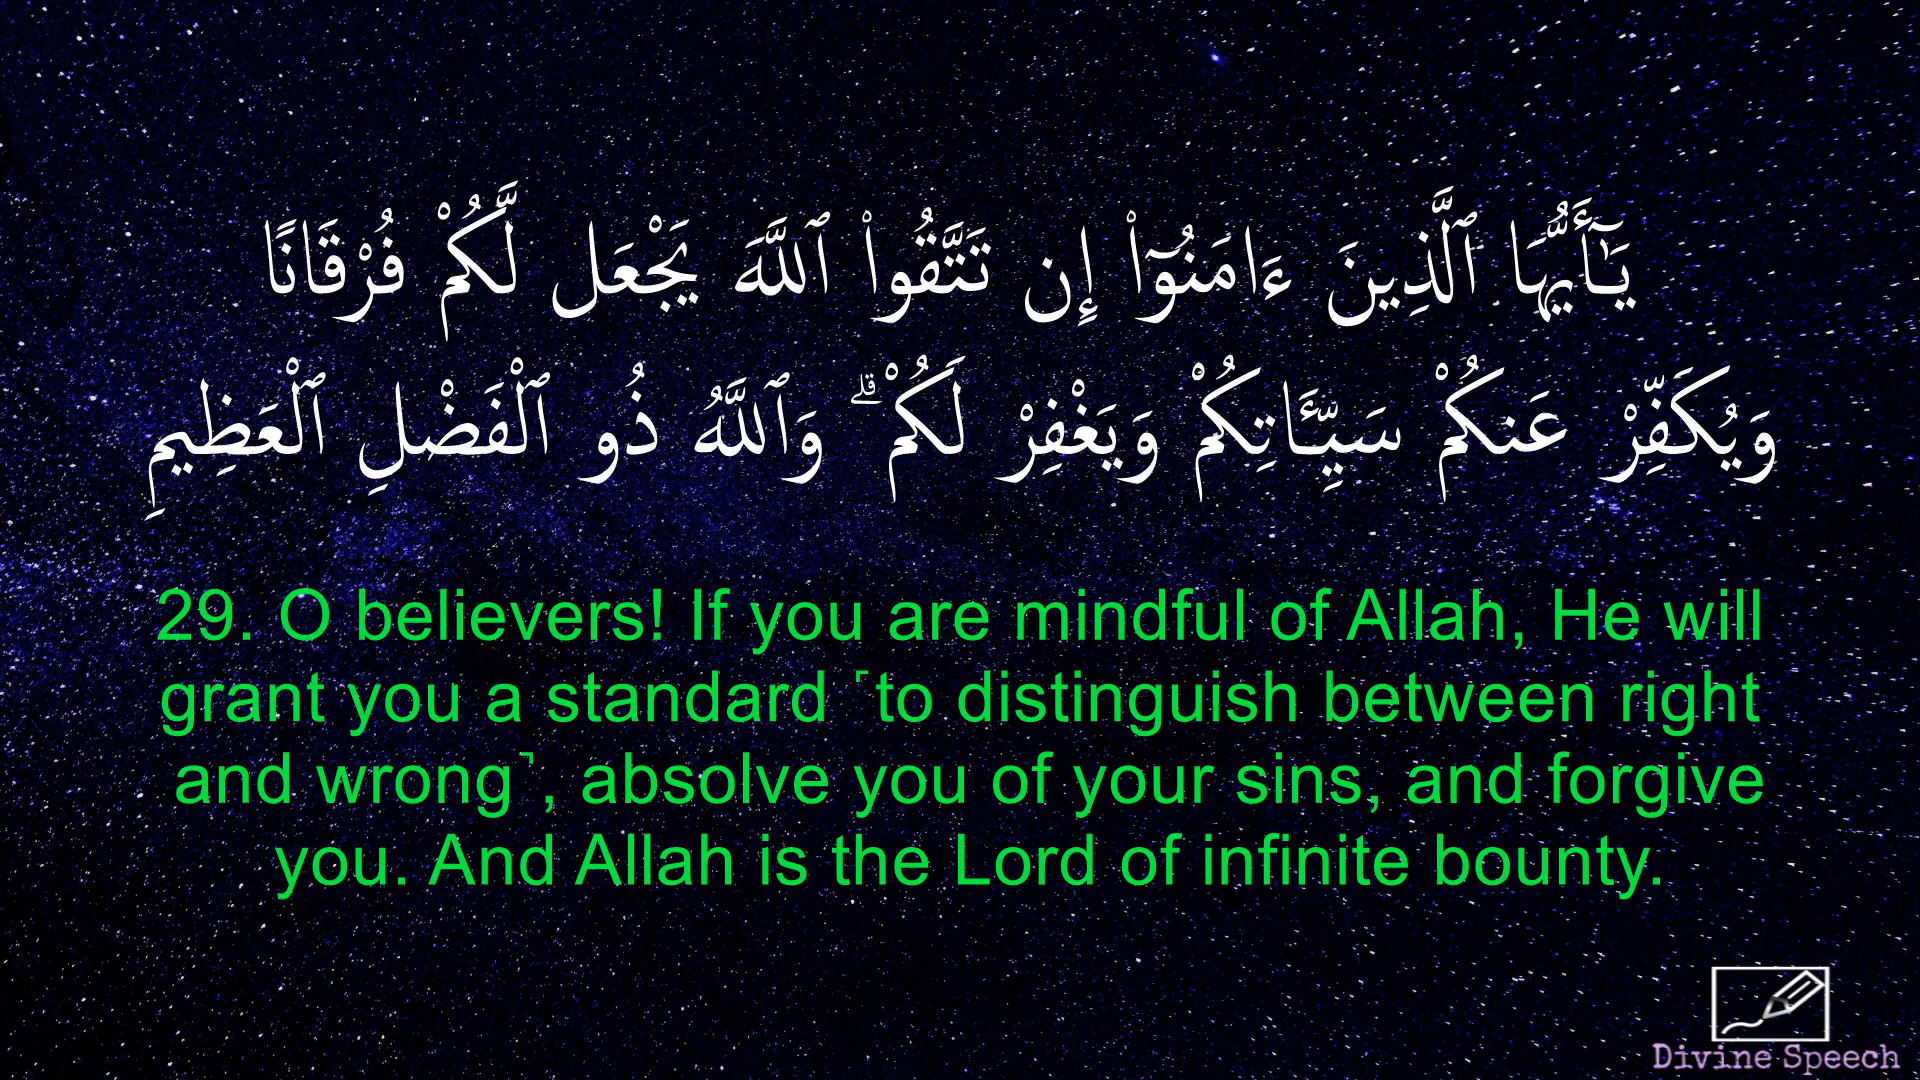 يَـٰٓأَيُّهَا ٱلَّذِينَ ءَامَنُوٓا۟ إِن تَتَّقُوا۟ ٱللَّهَ يَجْعَل لَّكُمْ فُرْقَانًا
وَيُكَفِّرْ عَنكُمْ سَيِّـَٔاتِكُمْ وَيَغْفِرْ لَكُمْ ۗ وَٱللَّهُ ذُو ٱلْفَضْلِ ٱلْعَظِيمِ
29. O believers! If you are mindful of Allah, He will
grant you a standard ˹to distinguish between right
and wrong˺, absolve you of your sins, and forgive
you. And Allah is the Lord of infinite bounty.
Divine Speech